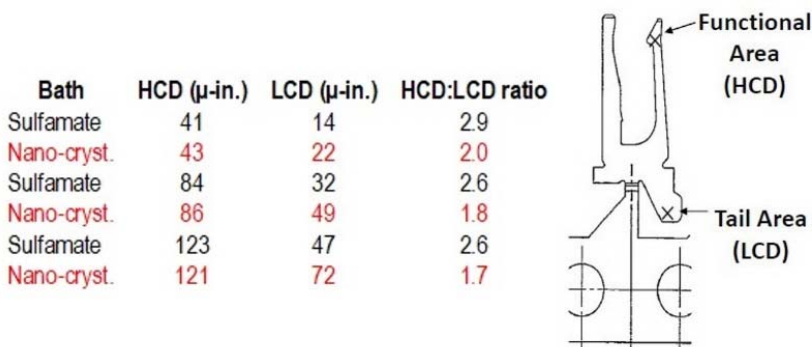 Bath HCD (µ-in.) LCD (µ-in.) HCD:LCD ratio
Sulfamate 41 14 2.9
Nano-cryst. 43 22 2.0
Sulfamate 84 32 2.6
Nano-cryst. 86 49 1.8
Sulfamate 123 47 2.6
Nano-cryst. 121 72 1.7
Functional
Area
(HCD)
Tail Area
(LCD)